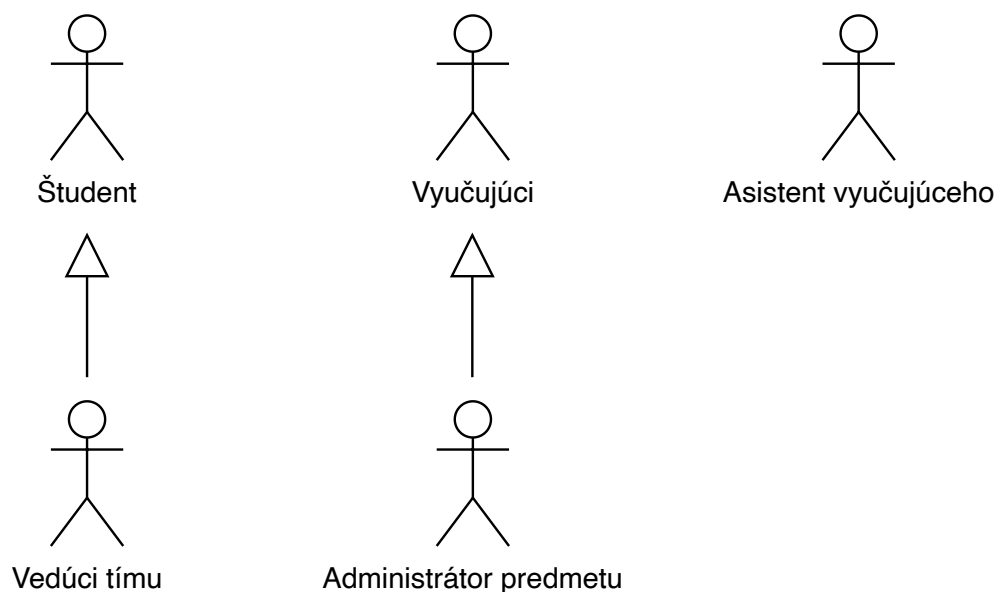 Študent
Vyučujúci
Asistent vyučujúceho
Vedúci tímu
Administrátor predmetu